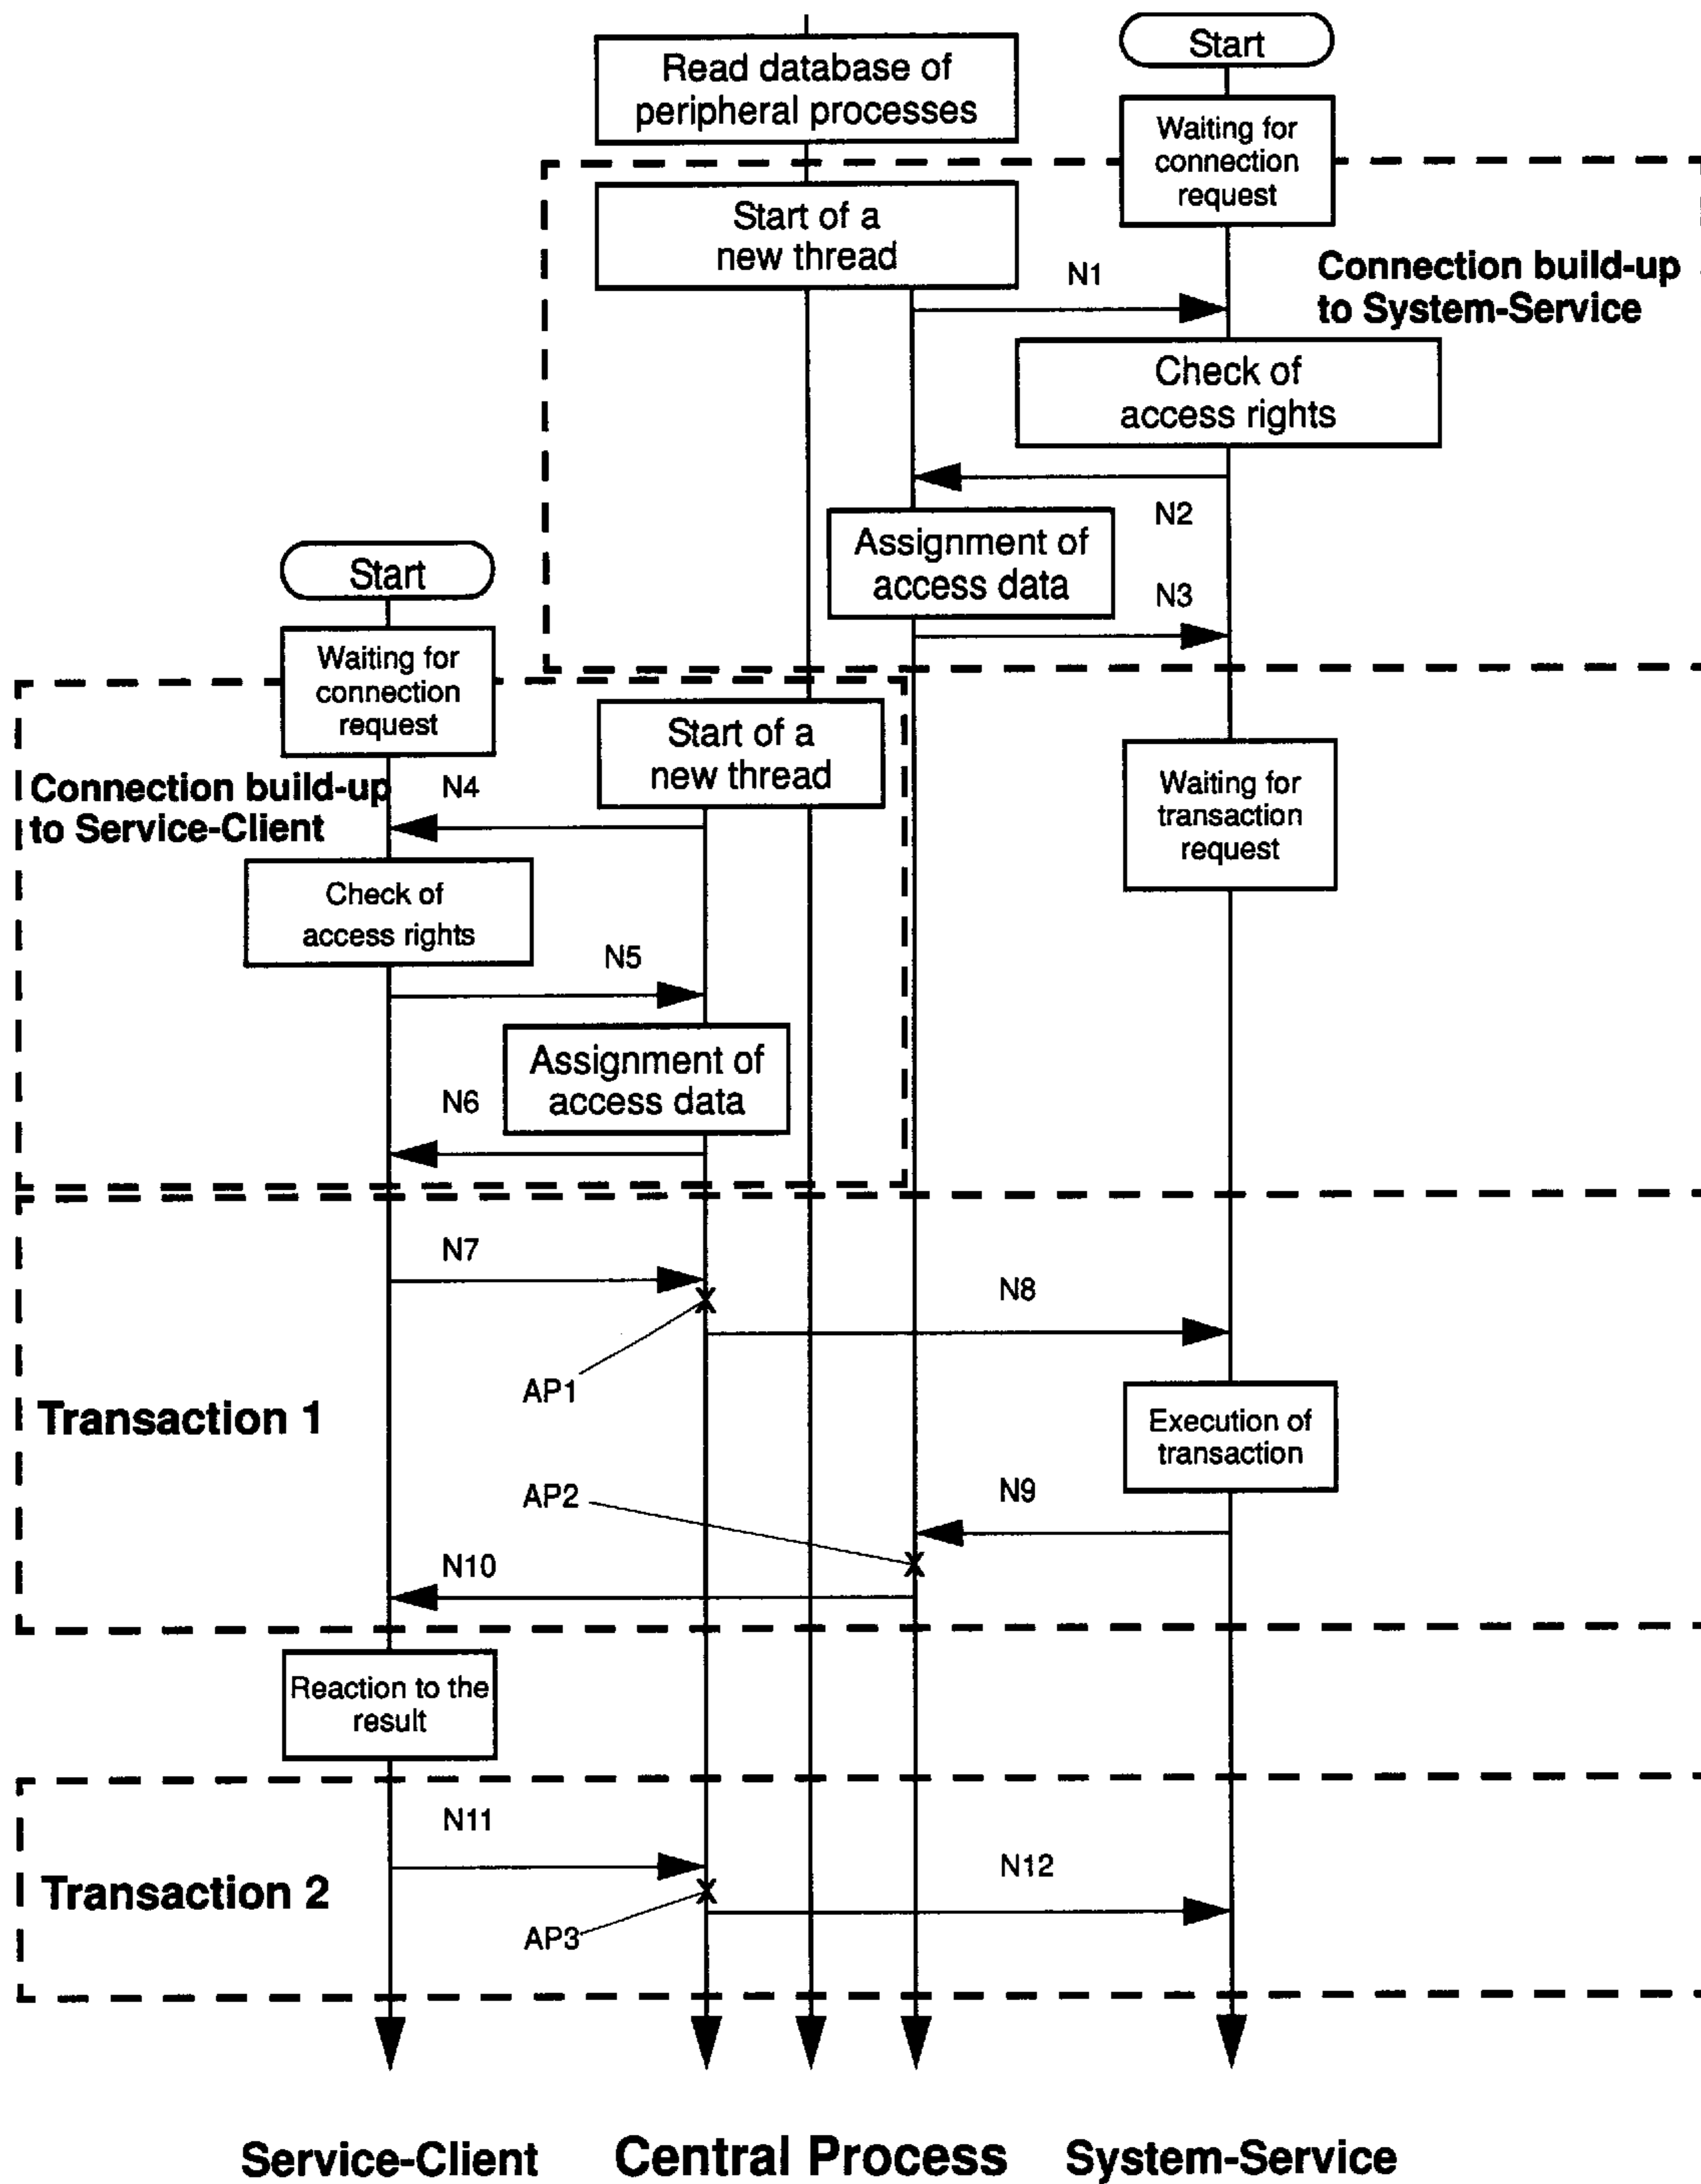 Start
Read database of
peripheral processes
Waiting for
connection
request
Start of a
new thread
N1
Connection build-up
to System-Service
Check of
access rights
N2
Assignment of
access data
N3
Start
Waiting for
connection
request
Start of a
new thread
Connection build-up
to Service-Client
N4
Waiting for
transaction
request
Check of
access rights
N5
Assignment of
access data
N6
N7
N8
AP1
Transaction 1
Execution of
transaction
AP2
N9
N10
Reaction to the
result
N11
N12
Transaction 2
AP3
Service-Client
Central Process
System-Service